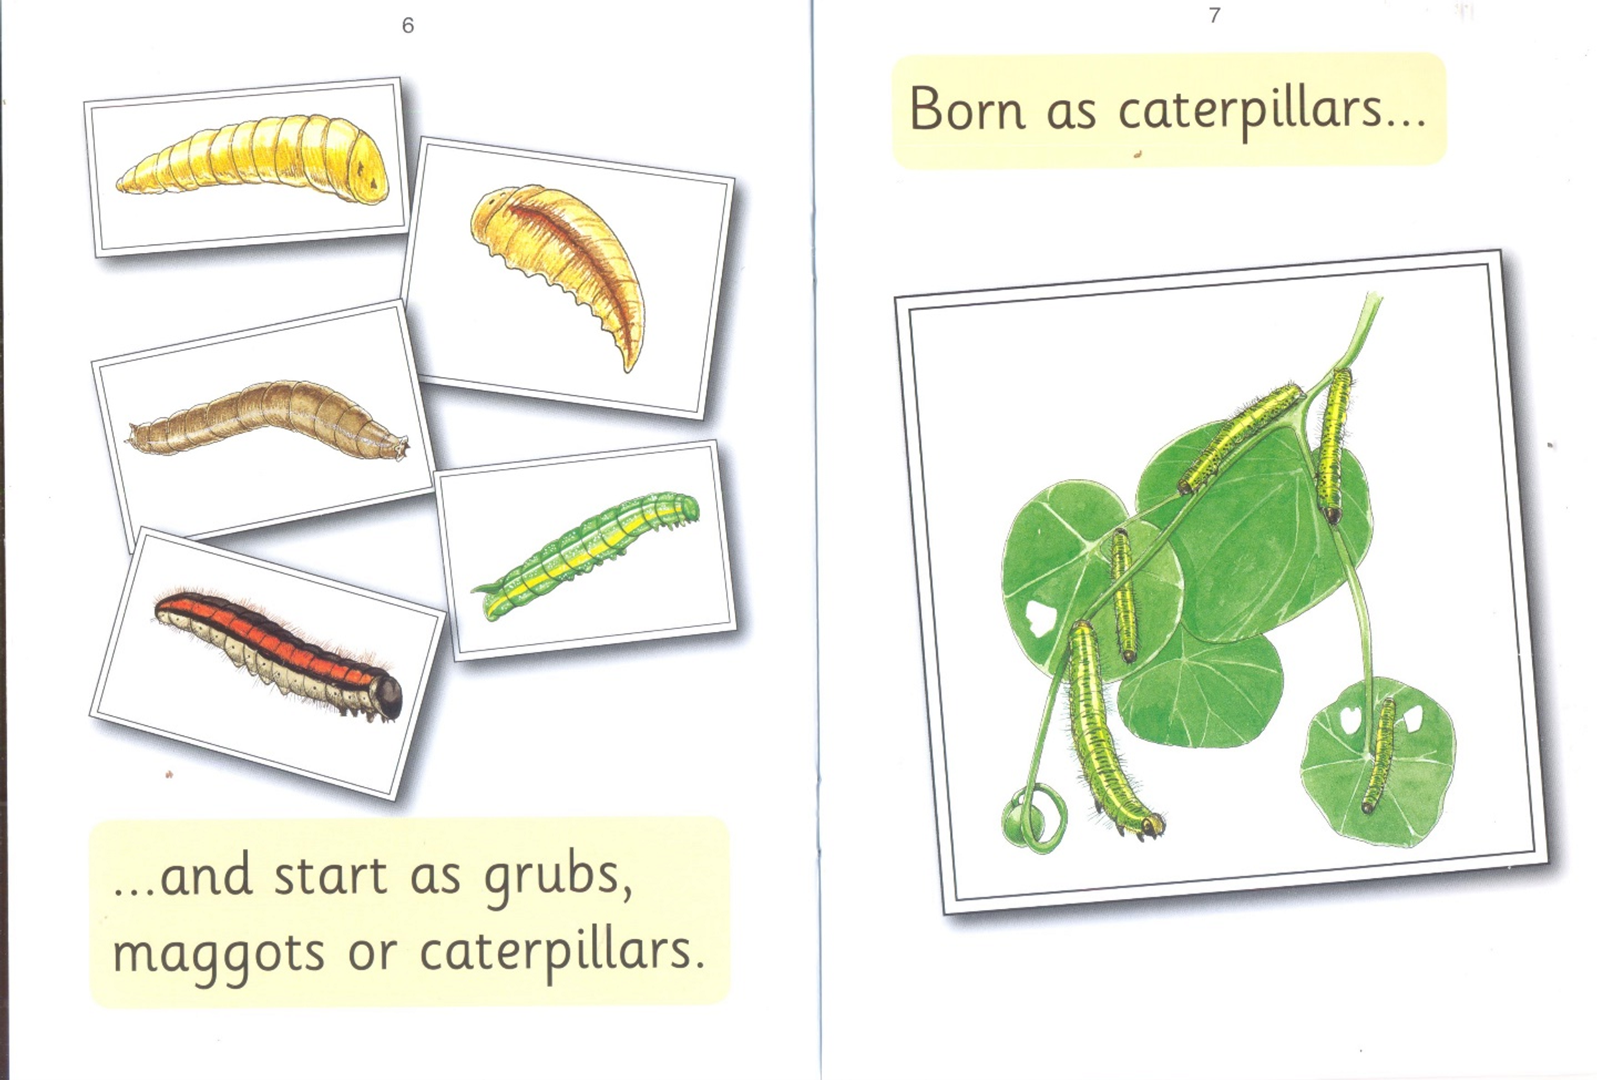 6
...and start as grubs,
maggots or caterpillars.
7
Born as caterpillars...